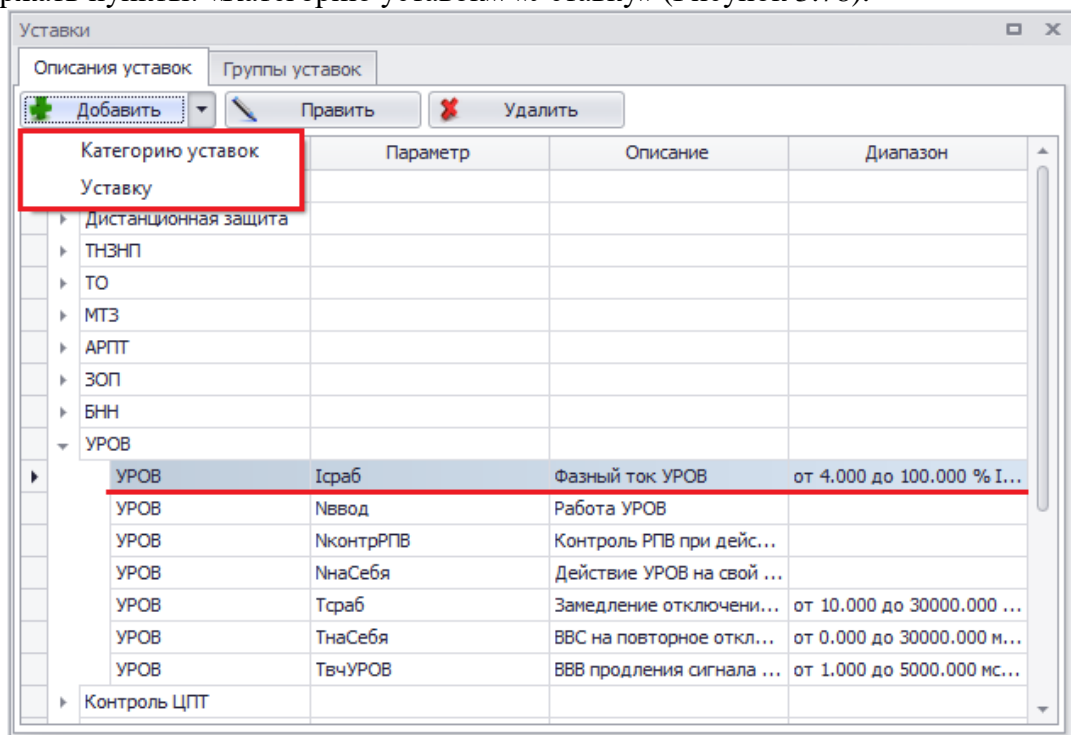 Уставки
Описания уставок Группы уставок
Добавить Править Удалить
Категорию уставок Параметр Описание Диапазон
Уставку
Дистанционная защита
ТНЗНП
ТО
МТЗ
АРПТ
ЗОП
БНН
УРОВ
УРОВ Iсраб Фазный ток УРОВ от 4.000 до 100.000 % I...
УРОВ Nввод Работа УРОВ
УРОВ NконтрРПВ Контроль РПВ при дейс...
УРОВ NнаСебя Действие УРОВ на свой ...
УРОВ Tсраб Замедление отключени... от 10.000 до 30000.000 ...
УРОВ TнаСебя ВВС на повторное откл... от 0.000 до 30000.000 м...
УРОВ TвчУРОВ ВВВ продления сигнала ... от 1.000 до 5000.000 мс...
Контроль ЦПТ